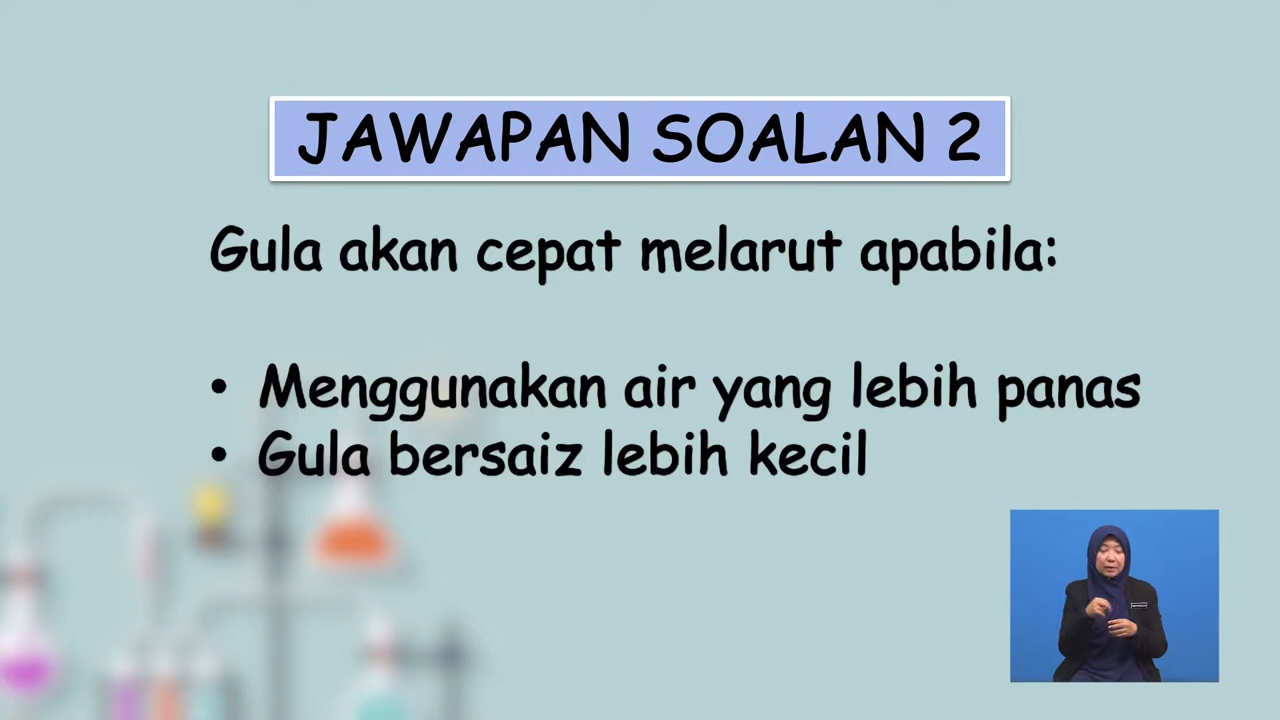 JAWAPAN SOALAN 2
Gula akan cepat melarut apabila:
• Menggunakan air yang lebih panas
• Gula bersaiz lebih kecil